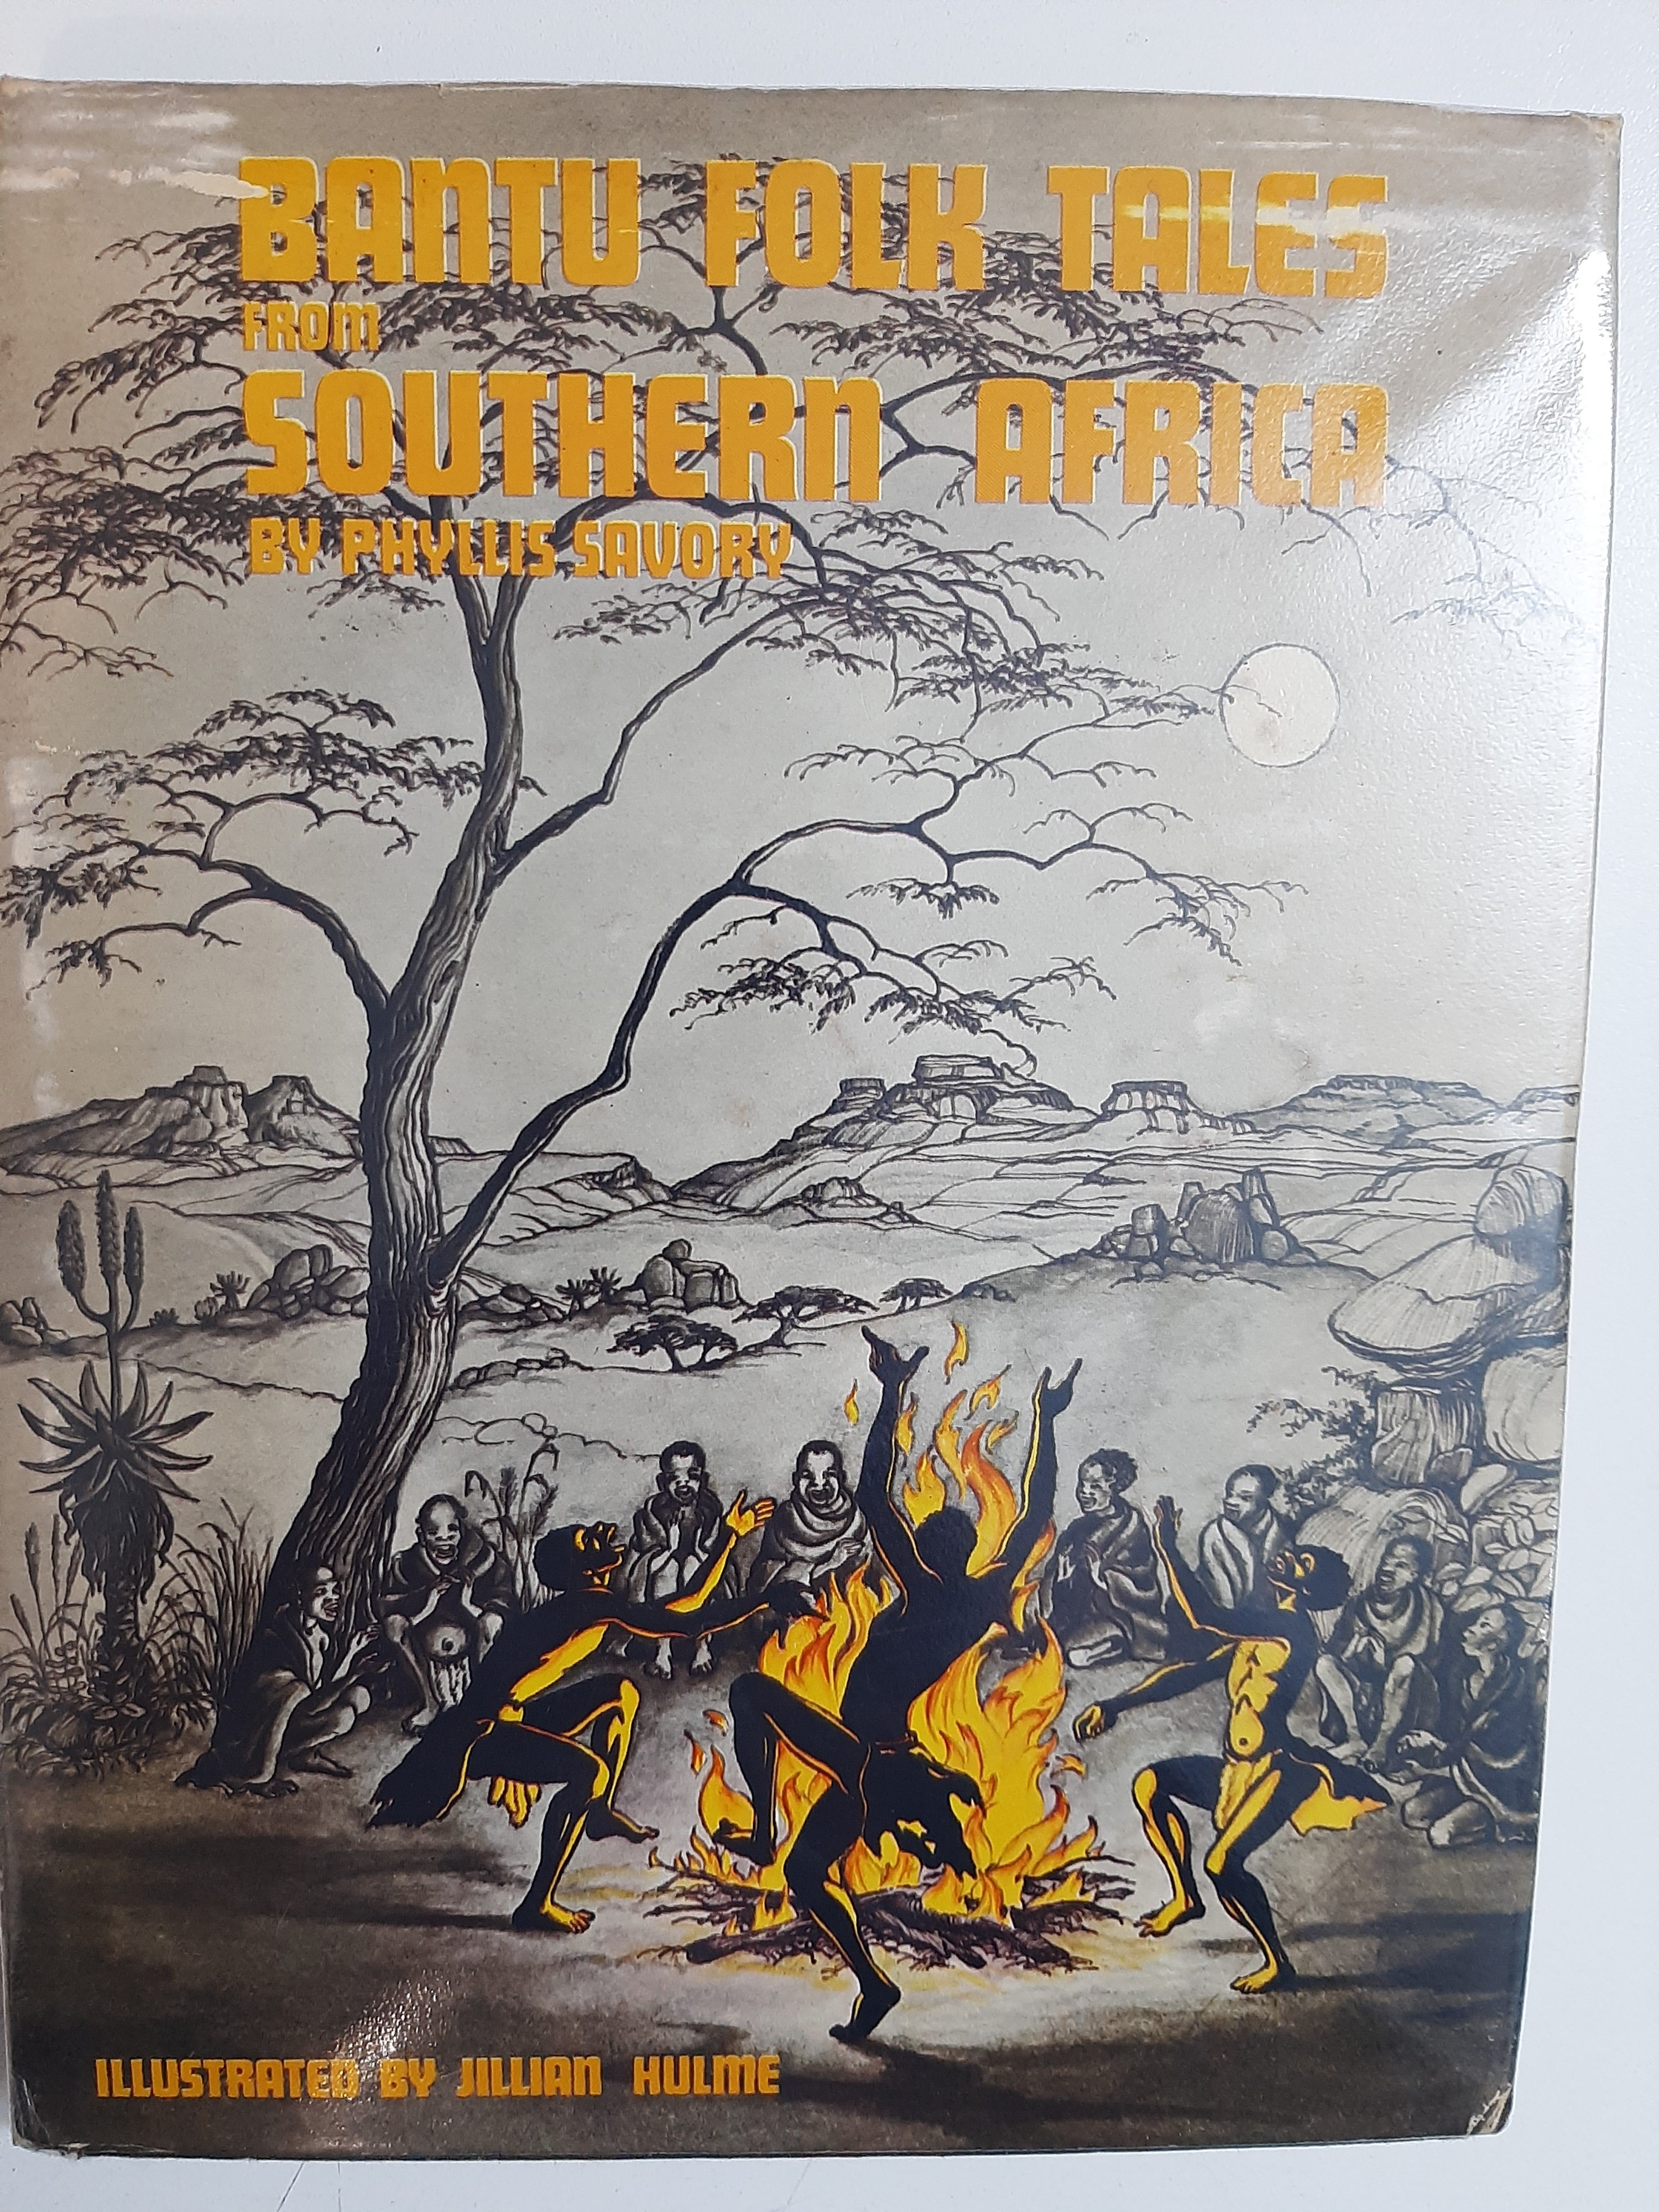 BANTU FOLK TALES
FROM
SOUTHERN AFRICA
BY PHYLLIS SAVORY
ILLUSTRATED BY JILLIAN HULME